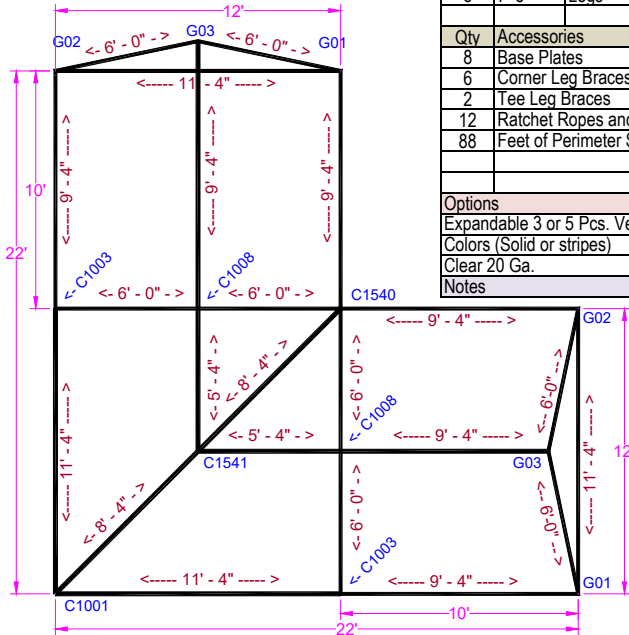 12'
G02
<- 6' - 0" ->
G03
<- 6' - 0" ->
G01
<----- 11' - 4" ----->
<----- 9' - 4" ----->
<----- 9' - 4" ----->
<----- 9' - 4" ----->
10'
22'
<- C1003
<- C1008
<- 6' - 0" ->
<- 6' - 0" ->
C1540
<----- 9' - 4" ----->
G02
<- 5' - 4" ->
<- 8' - 4" ->
<- 6' - 0" ->
<- C1008
<- 6'-0" ->
<----- 11' - 4" ----->
<- 5' - 4" ->
<----- 9' - 4" ----->
C1541
G03
<----- 11' - 4" ----->
12'
<- 8' - 4" ->
<- 6' - 0" ->
<- C1003
<- 6'-0" ->
<----- 11' - 4" ----->
<----- 9' - 4" ----->
C1001
G01
10'
22'
Qty Accessories
8 Base Plates
6 Corner Leg Braces
2 Tee Leg Braces
12 Ratchet Ropes and
88 Feet of Perimeter
Options
Expandable 3 or 5 Pcs.
Colors (Solid or stripes)
Clear 20 Ga.
Notes